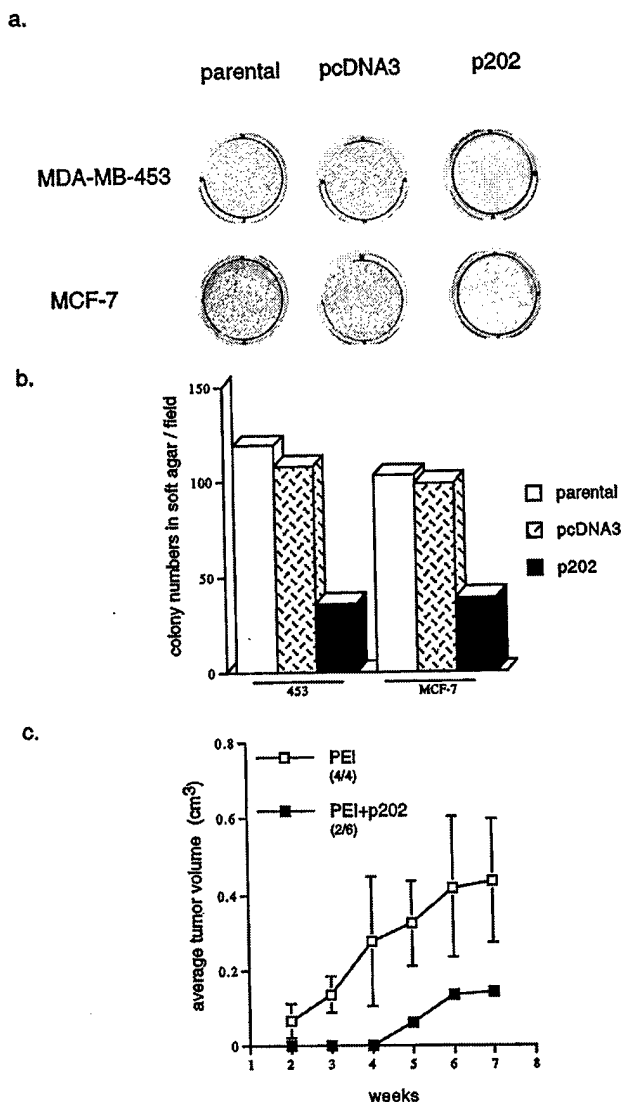 a.
parental pcDNA3 p202
MDA-MB-453
MCF-7
b.
colony numbers in soft agar / field
150
100
50
0
453 MCF-7
parental
pcDNA3
p202
c.
average tumor volume (cm³)
0.8
0.6
0.4
0.2
0
PEI
(4/4)
PEI+p202
(2/6)
1 2 3 4 5 6 7 8
weeks